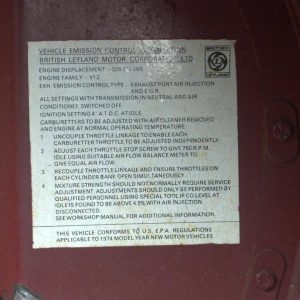 VEHICLE EMISSION CONTROL INFORMATION
BRITISH LEYLAND MOTOR CORPORATION LTD
BRITISH
LEYLAND
ENGINE DISPLACEMENT – 326 CU. INS.
ENGINE FAMILY – V12
EXH. EMISSION CONTROL TYPE – EXHAUST PORT AIR INJECTION
AND E.G.R.
ALL SETTINGS WITH TRANSMISSION IN NEUTRAL AND AIR
CONDITIONER, SWITCHED OFF.
IGNITION SETTING 4° A T D C AT IDLE.
CARBURETTERS TO BE ADJUSTED WITH AIR CLEANER REMOVED
AND ENGINE AT NORMAL OPERATING TEMPERATURE.
1 UNCOUPLE THROTTLE LINKAGE TO ENABLE EACH
CARBURETTER THROTTLE TO BE ADJUSTED INDEPENDENTLY.
2 ADJUST EACH THROTTLE STOP SCREW TO GIVE 750 R.P.M.
IDLE USING SUITABLE AIR FLOW BALANCE METER TO
GIVE EQUAL AIR FLOW.
3 RECOUPLE THROTTLE LINKAGE AND ENSURE THROTTLES ON
EACH CYLINDER BANK OPEN SIMULTANEOUSLY
4 MIXTURE STRENGTH SHOULD NOT NORMALLY REQUIRE SERVICE
ADJUSTMENT. ADJUSTMENTS SHOULD ONLY BE PERFORMED BY
QUALIFIED PERSONNEL USING SPECIAL TOOL IF CO LEVEL AT
IDLE IS FOUND TO BE ABOVE 4.5% WITH AIR INJECTION
DISCONNECTED.
SEE WORKSHOP MANUAL FOR ADDITIONAL INFORMATION.
THIS VEHICLE CONFORMS TO U.S. E.P.A. REGULATIONS
APPLICABLE TO 1974 MODEL YEAR NEW MOTOR VEHICLES